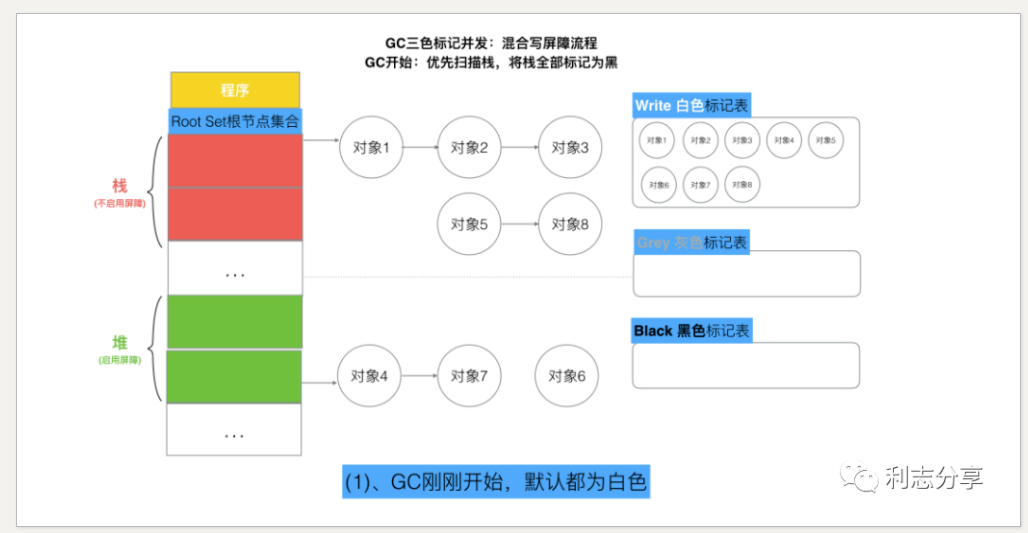 GC三色标记并发：混合写屏障流程
GC开始：优先扫描栈，将栈全部标记为黑
程序
Root Set根节点集合
栈
(不启用屏障)
...
堆
(启用屏障)
...
对象1
对象2
对象3
对象5
对象8
对象4
对象7
对象6
Write 白色标记表
对象1 对象2 对象3 对象4 对象5
对象6 对象7 对象8
Grey 灰色标记表
Black 黑色标记表
(1)、GC刚刚开始，默认都为白色
利志分享